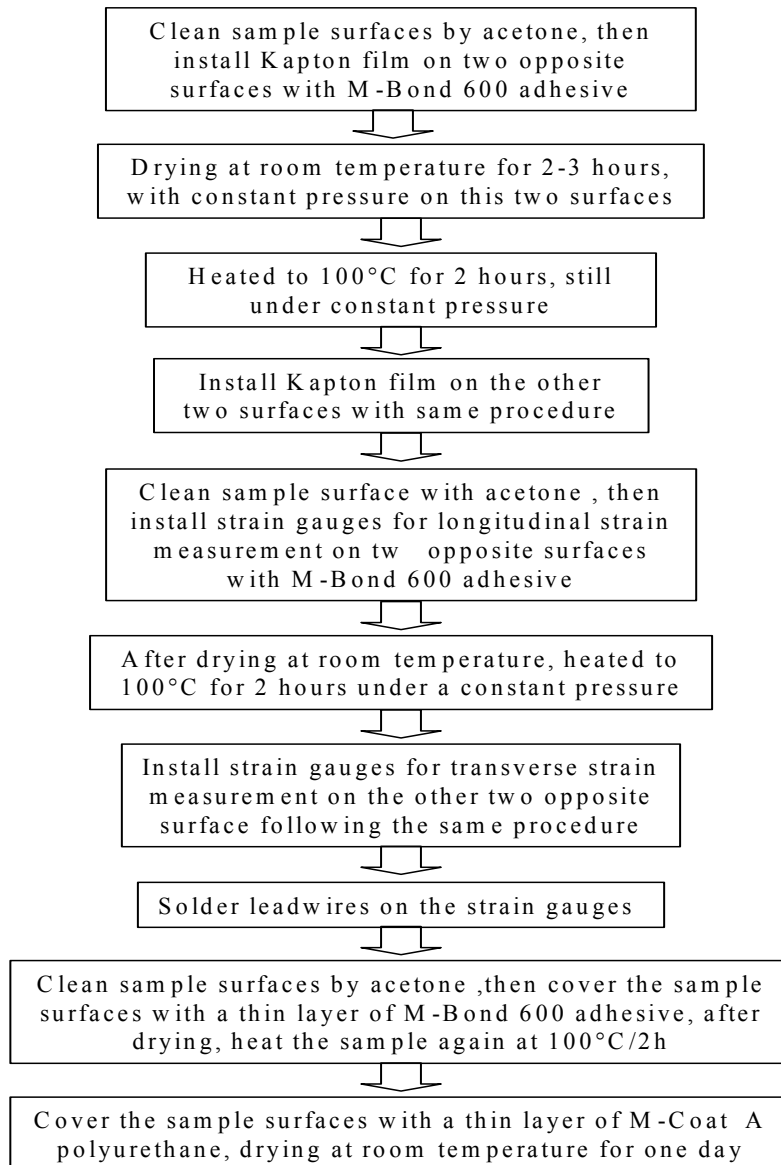 Clean sample surfaces by acetone, then
install Kapton film on two opposite
surfaces with M-Bond 600 adhesive
Drying at room temperature for 2-3 hours,
with constant pressure on this two surfaces
Heated to 100°C for 2 hours, still
under constant pressure
Install Kapton film on the other
two surfaces with same procedure
Clean sample surface with acetone , then
install strain gauges for longitudinal strain
measurement on tw opposite surfaces
with M-Bond 600 adhesive
After drying at room temperature, heated to
100°C for 2 hours under a constant pressure
Install strain gauges for transverse strain
measurement on the other two opposite
surface following the same procedure
Solder leadwires on the strain gauges
Clean sample surfaces by acetone ,then cover the sample
surfaces with a thin layer of M-Bond 600 adhesive, after
drying, heat the sample again at 100°C/2h
Cover the sample surfaces with a thin layer of M-Coat A
polyurethane, drying at room temperature for one day